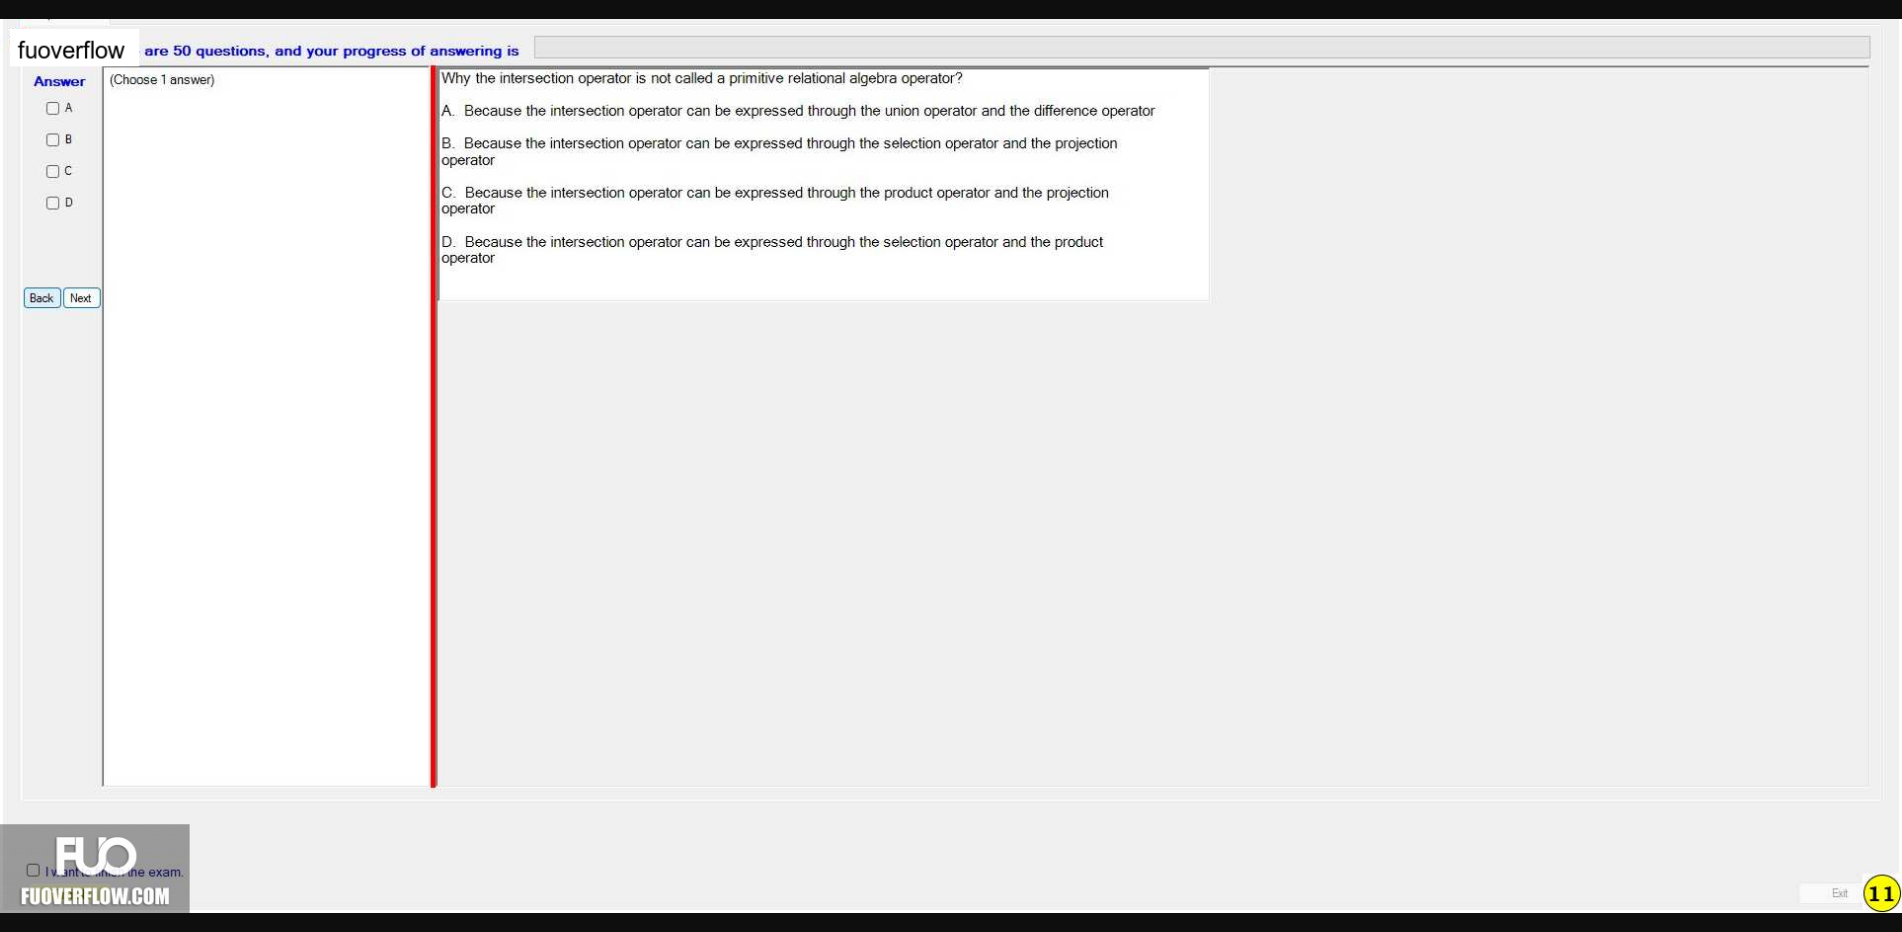 fuoverflow are 50 questions, and your progress of answering is
Answer
(Choose 1 answer)
A
B
C
D
Back Next
Why the intersection operator is not called a primitive relational algebra operator?
A. Because the intersection operator can be expressed through the union operator and the difference operator
B. Because the intersection operator can be expressed through the selection operator and the projection
operator
C. Because the intersection operator can be expressed through the product operator and the projection
operator
D. Because the intersection operator can be expressed through the selection operator and the product
operator
FUO
I want to finish the exam.
FUOVERFLOW.COM
Exit
11